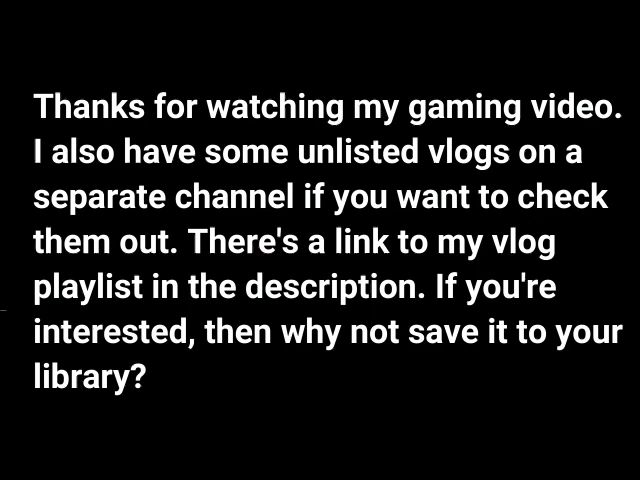 Thanks for watching my gaming video.
I also have some unlisted vlogs on a
separate channel if you want to check
them out. There's a link to my vlog
playlist in the description. If you're
interested, then why not save it to your
library?